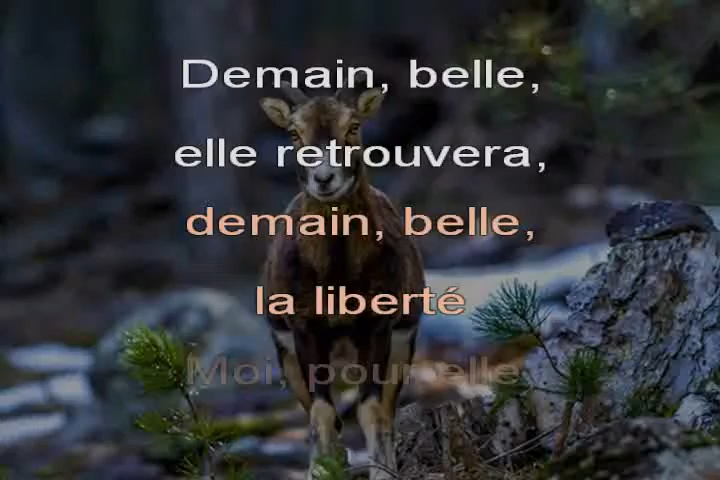 Demain, belle,
elle retrouvera,
demain, belle,
la liberté
Moi, pour elle,